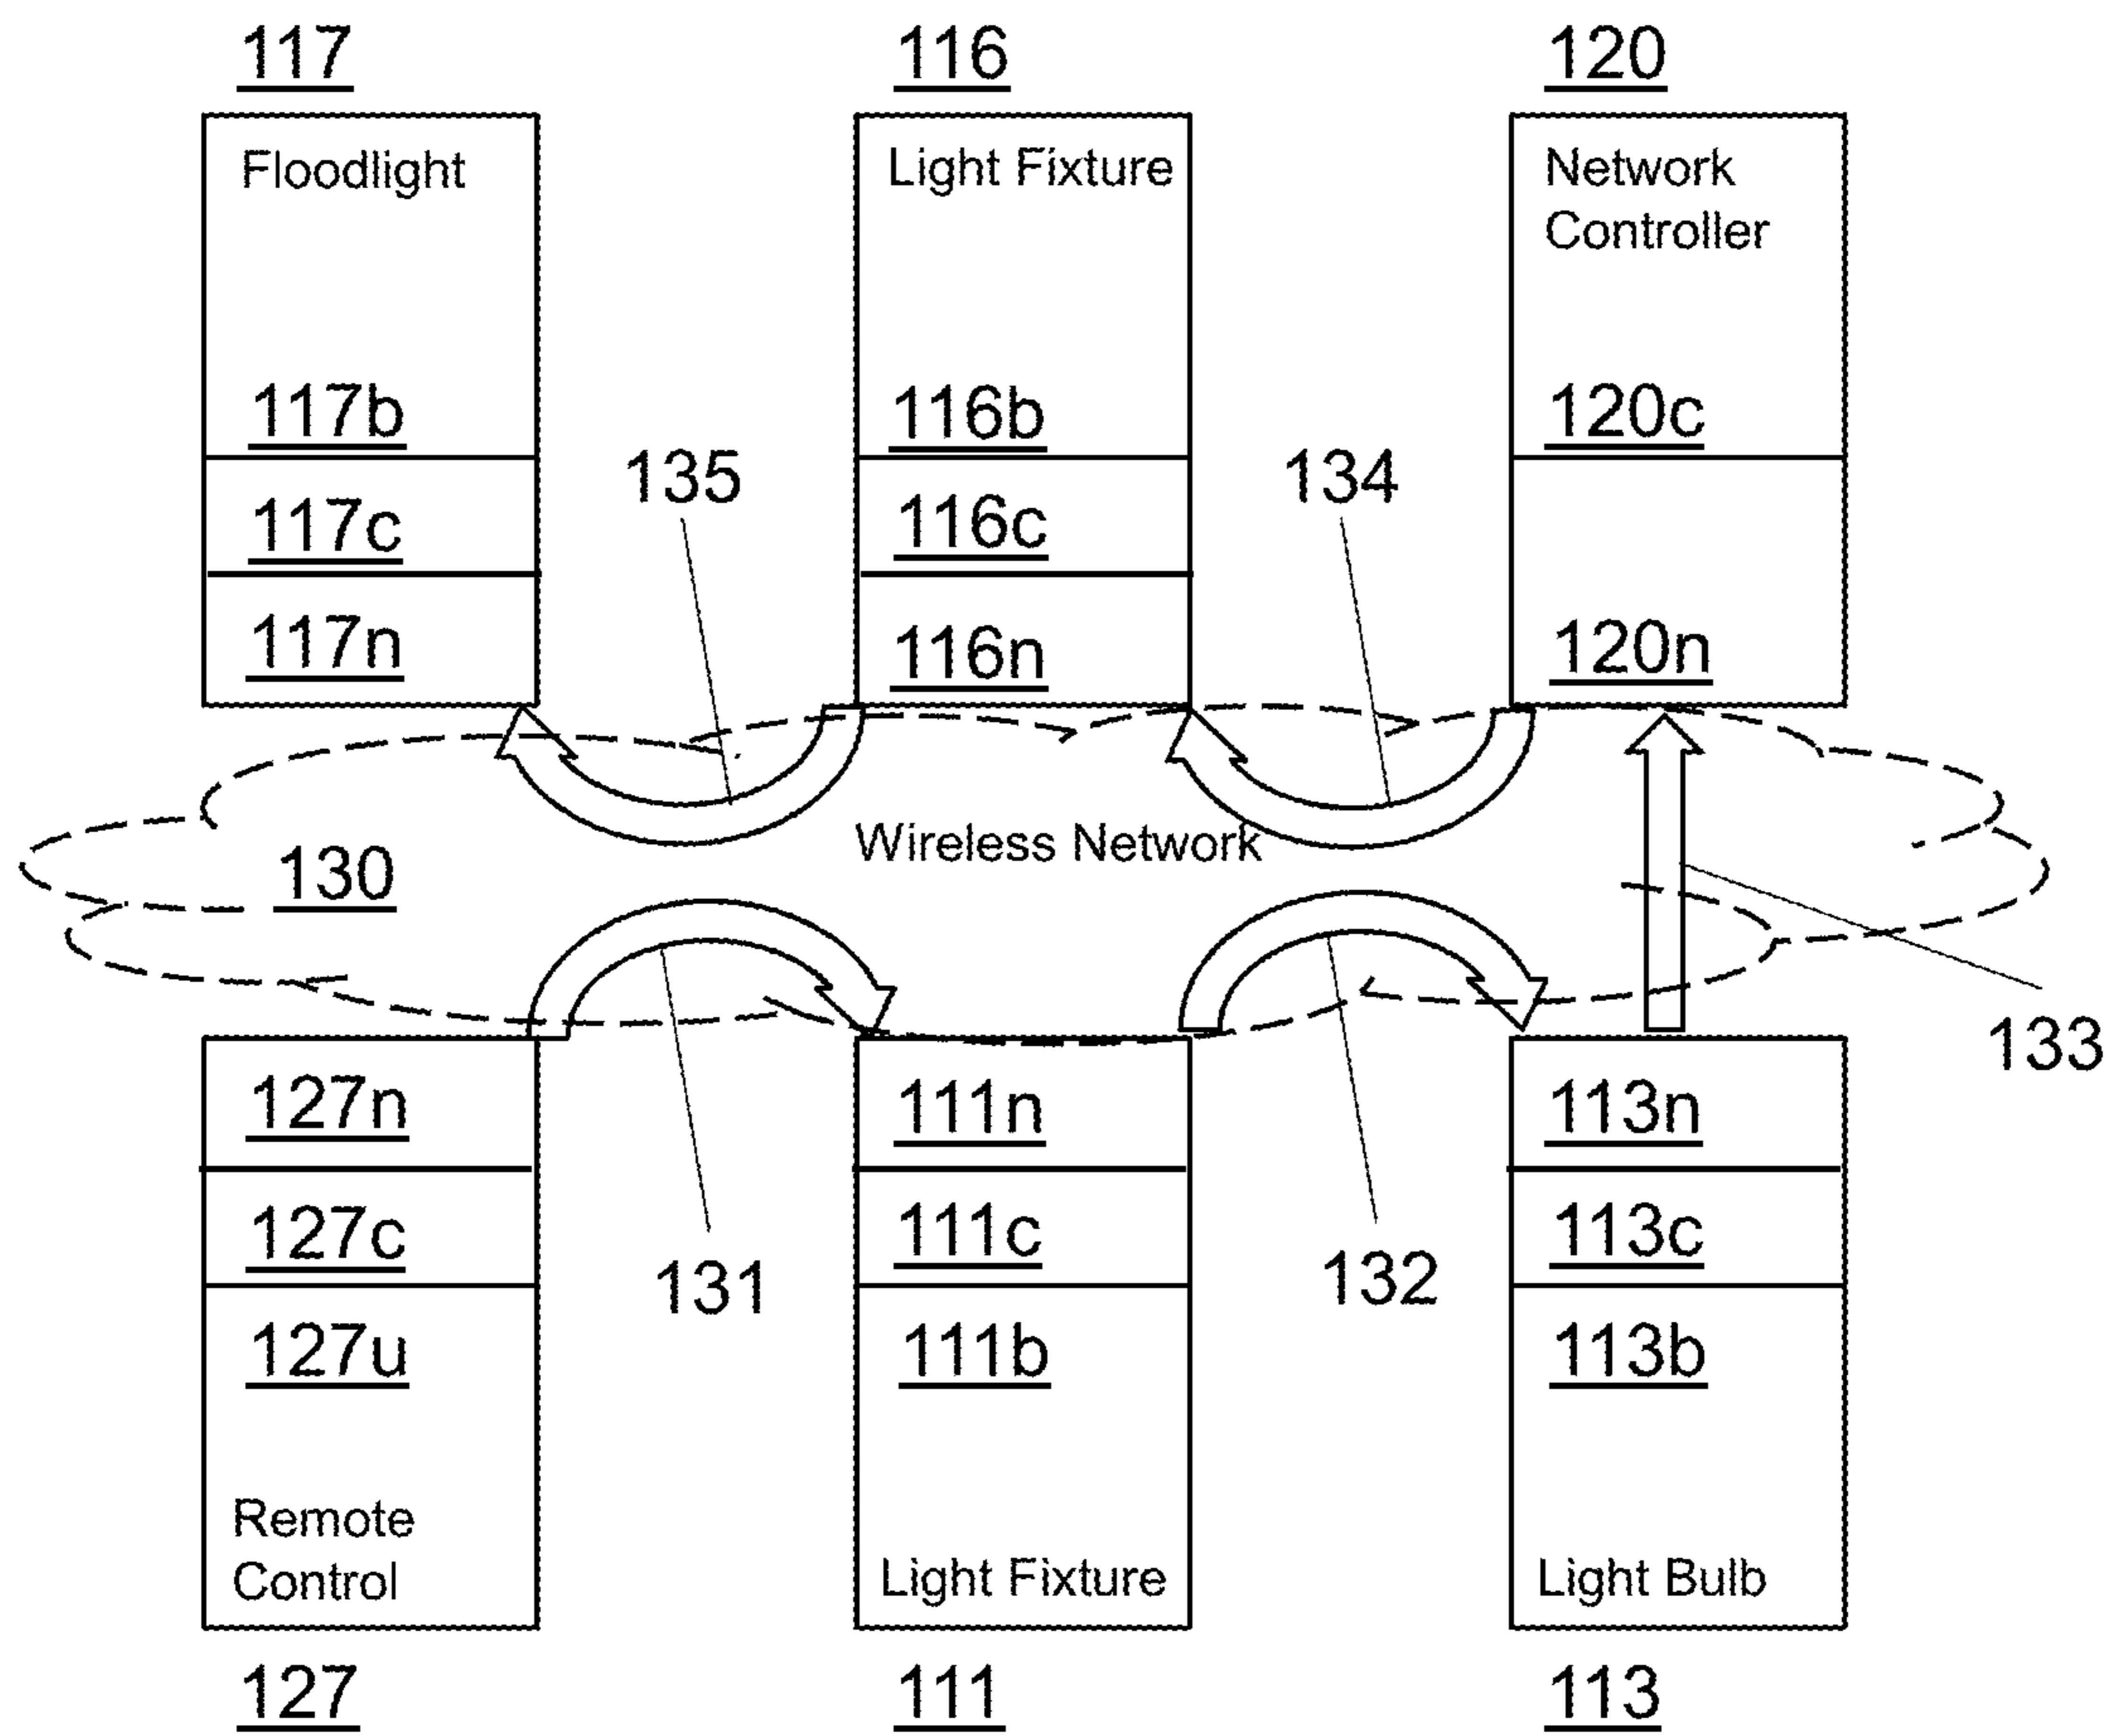 117
116
120
Floodlight
Light Fixture
Network
Controller
117b
116b
120c
135
134
117c
116c
117n
116n
120n
Wireless Network
130
133
127n
111n
113n
127c
111c
113c
131
132
127u
111b
113b
Remote
Control
Light Fixture
Light Bulb
127
111
113